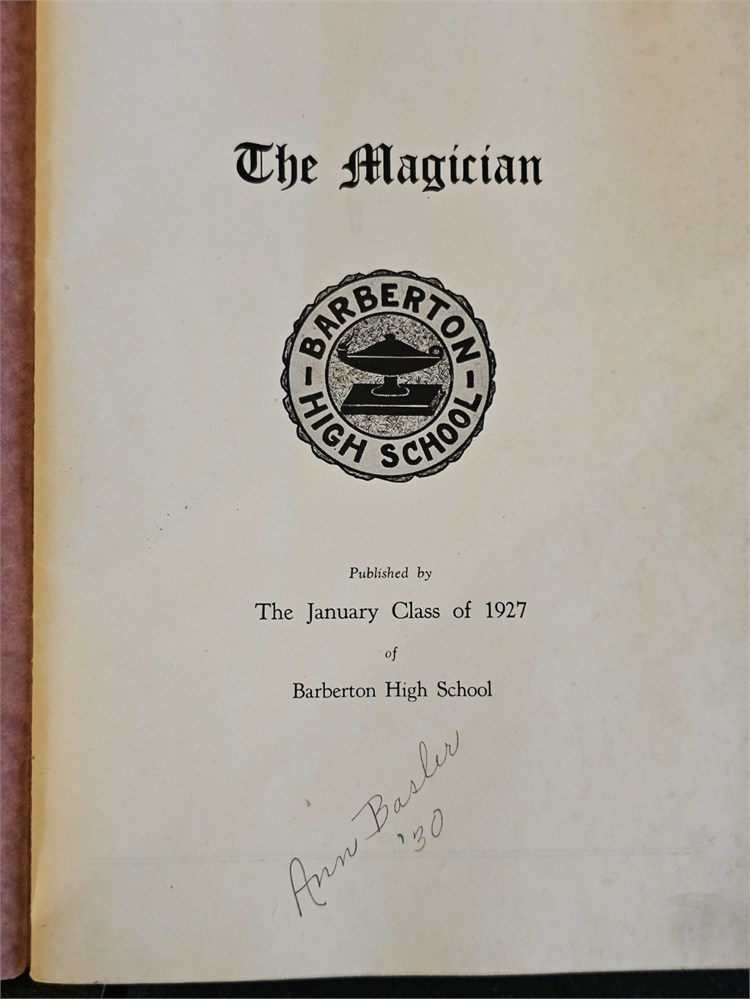 The Magician
BARBERTON
HIGH SCHOOL
Published by
The January Class of 1927
of
Barberton High School
Ann Basler
'30